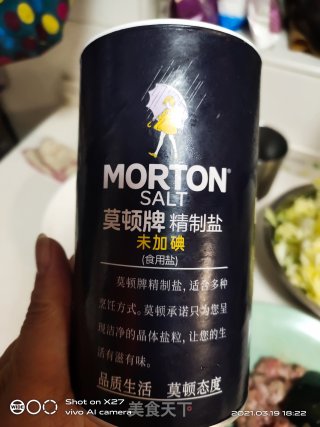 MORTON®
SALT
莫顿牌 精制盐
未加碘
(食用盐)
莫顿牌精制盐,适合多种
烹饪方式。莫顿承诺只为您呈
现洁净的晶体盐粒,让您的生
活有滋有味。
品质生活 莫顿态度
SHOT ON X27
vivo AI camera
美食天下
2021.03.19 18:22